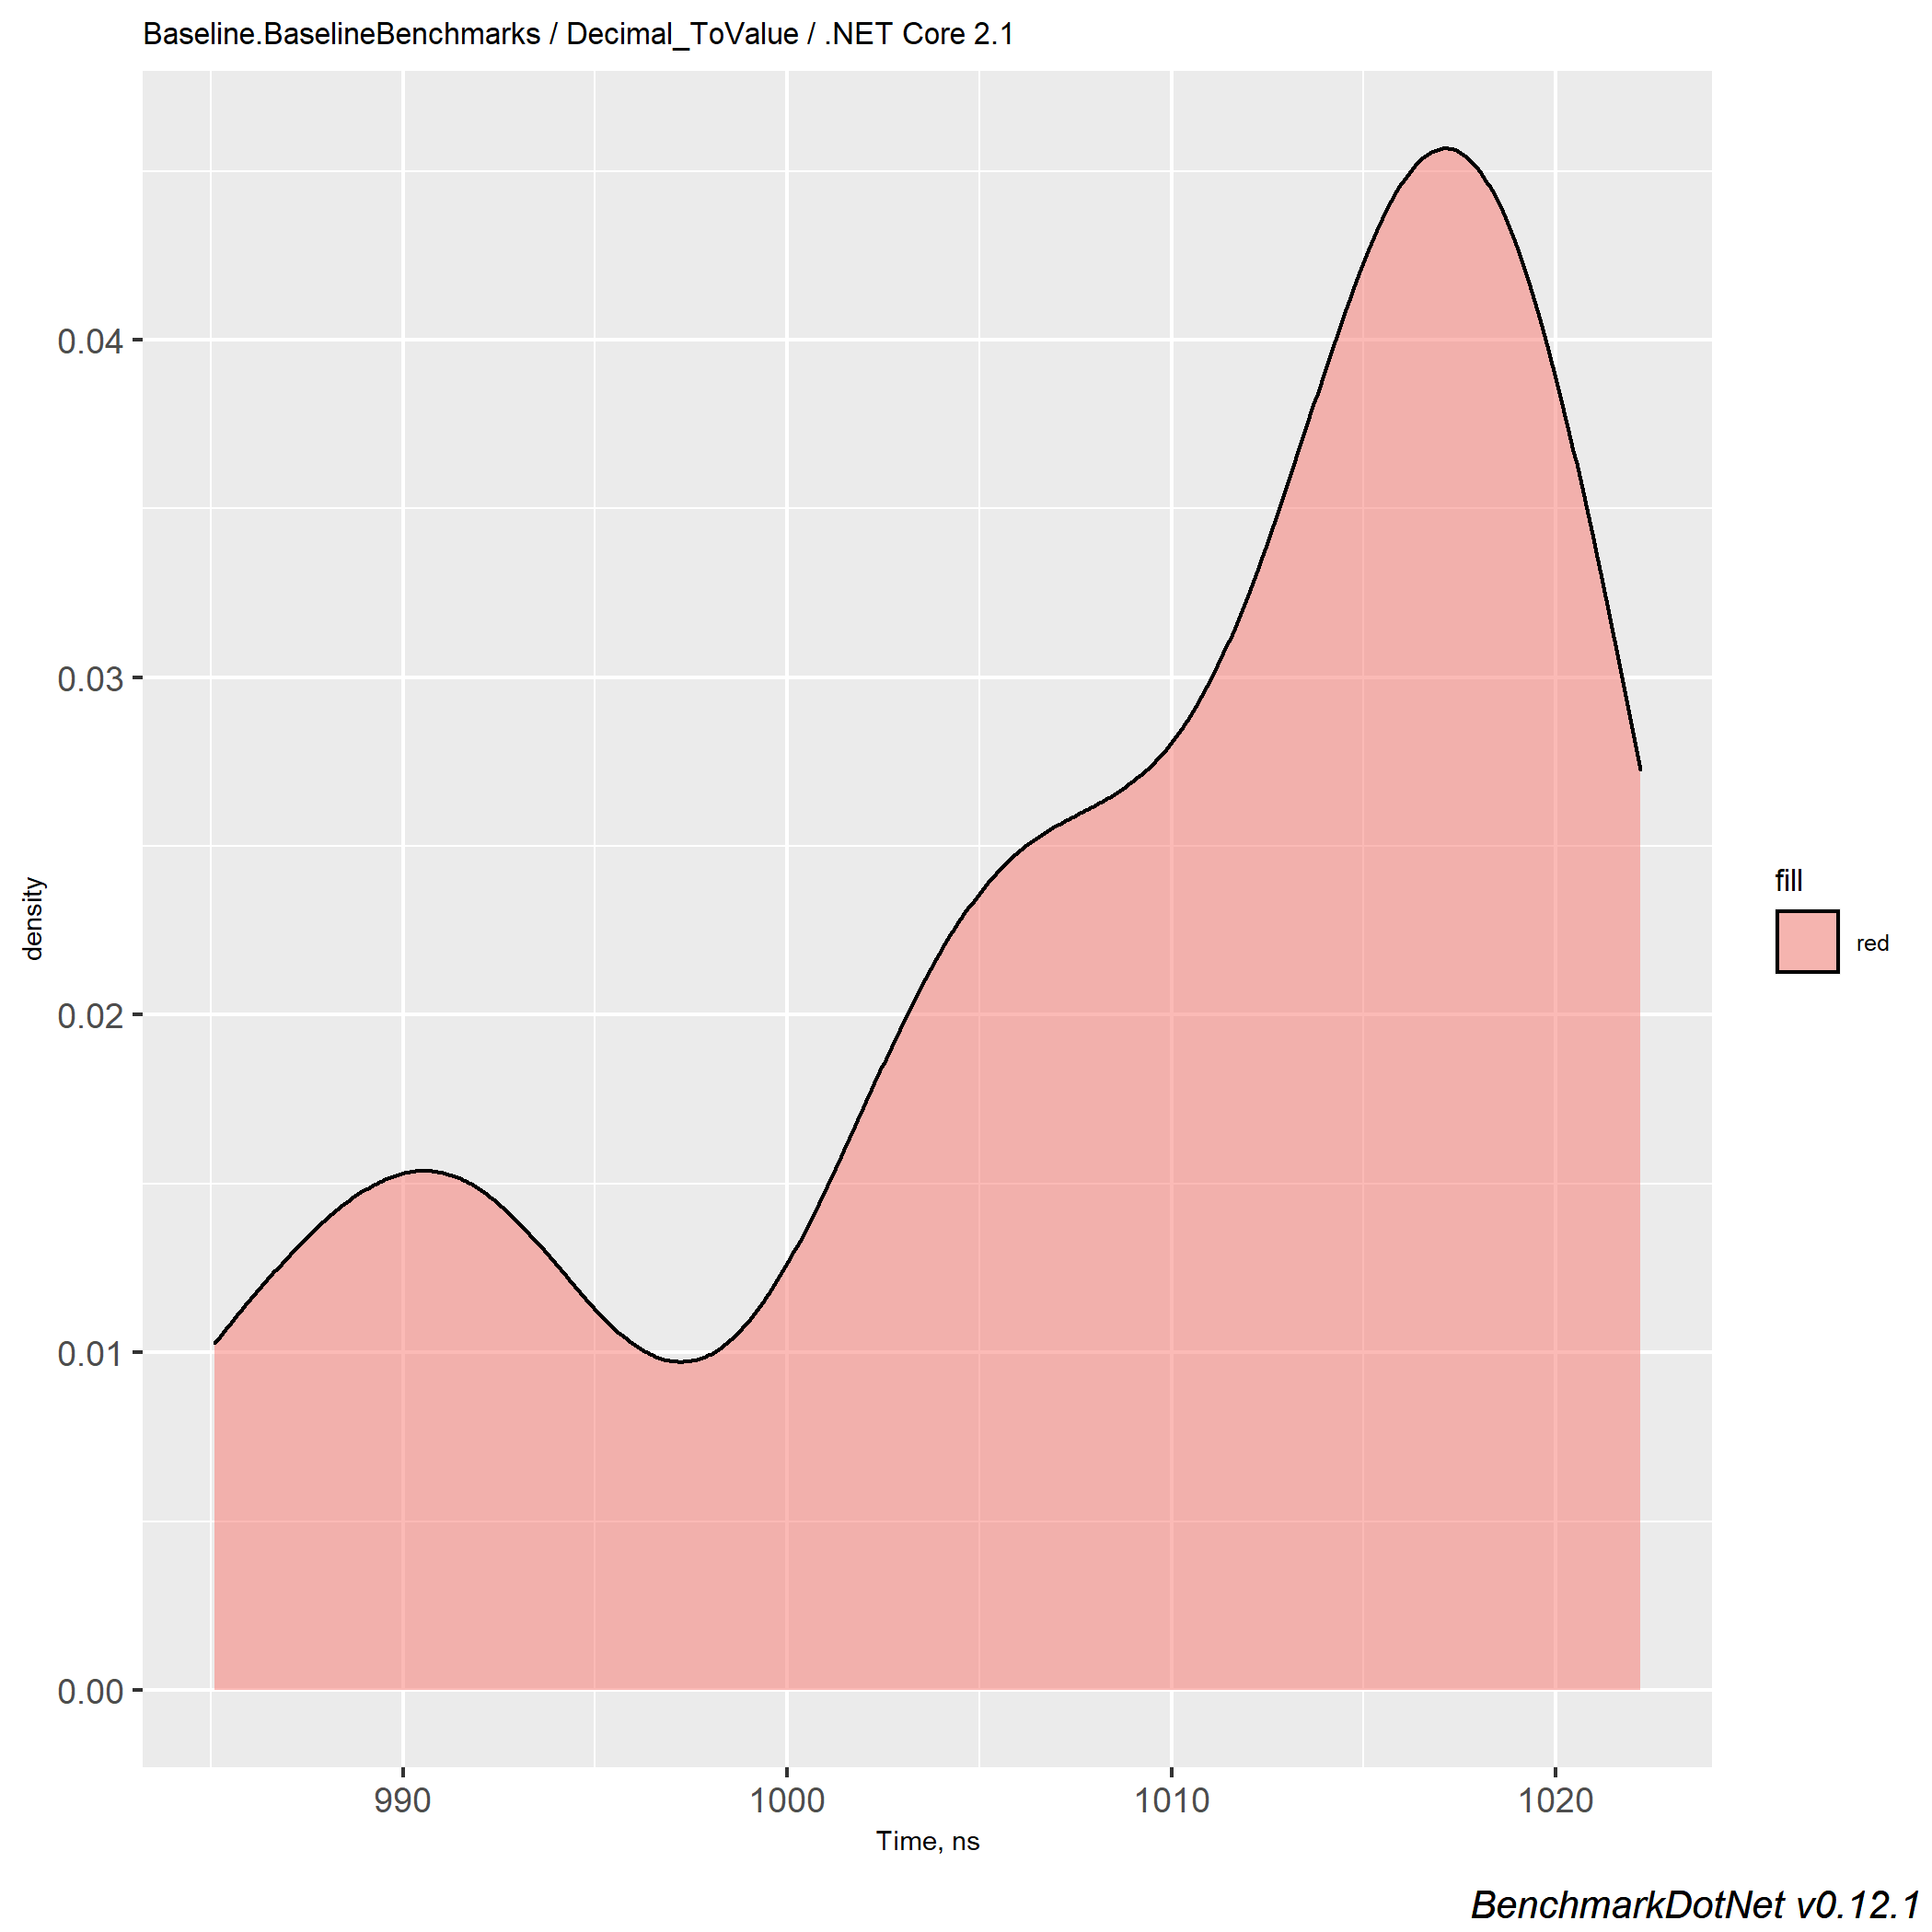 Baseline.BaselineBenchmarks / Decimal_ToValue / .NET Core 2.1
density
0.04
0.03
0.02
0.01
0.00
990 1000 1010 1020
Time, ns
fill
red
BenchmarkDotNet v0.12.1